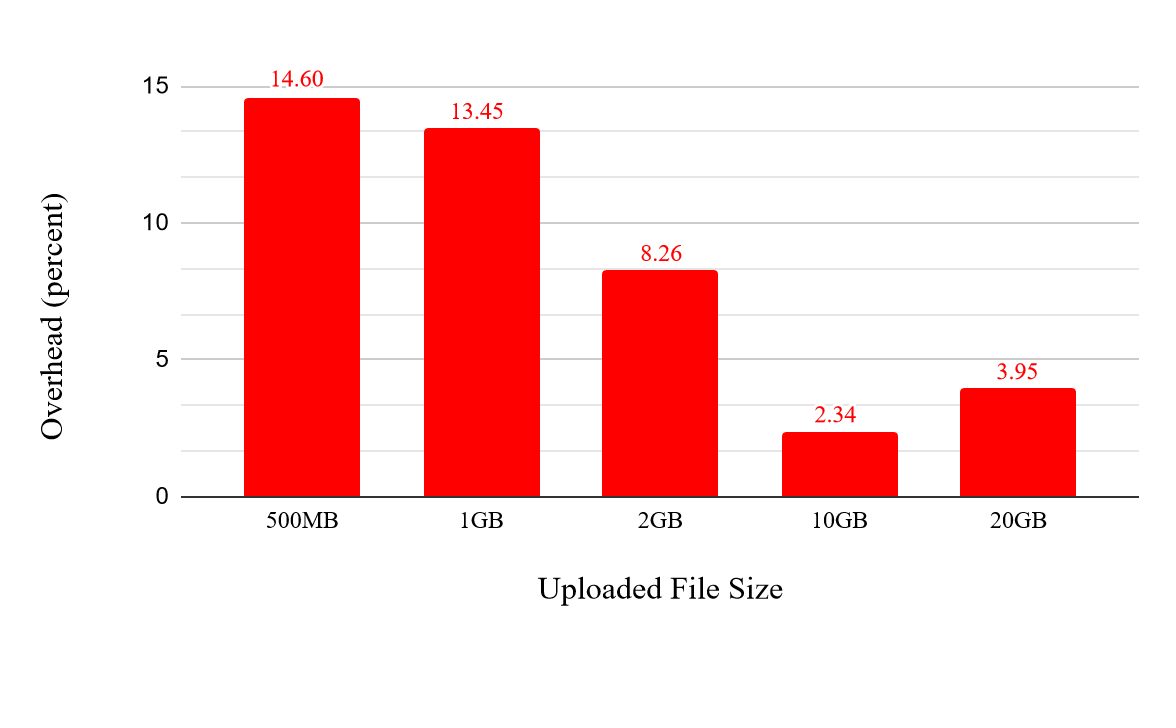 15
10
5
0
Overhead (percent)
14.60
13.45
8.26
2.34
3.95
500MB
1GB
2GB
10GB
20GB
Uploaded File Size